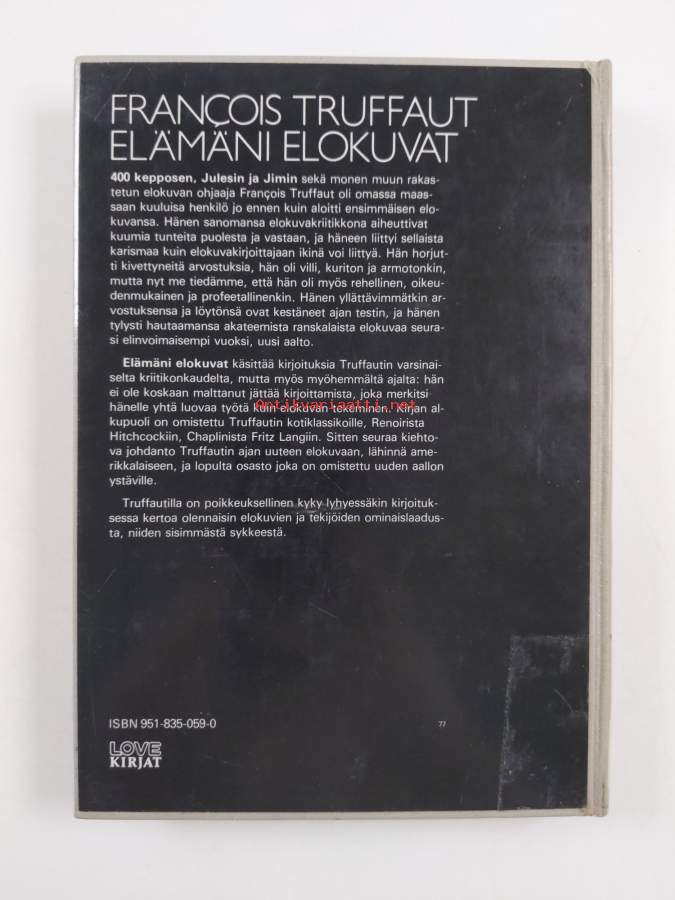 FRANÇOIS TRUFFAUT
ELÄMÄNI ELOKUVAT
400 kepposen, Julesin ja Jimin sekä monen muun rakas-
tetun elokuvan ohjaaja François Truffaut oli omassa maas-
saan kuuluisa henkilö jo ennen kuin aloitti ensimmäisen elo-
kuvansa. Hänen sanomansa elokuvakriitikkona aiheuttivat
kuumia tunteita puolesta ja vastaan, ja häneen liittyi sellaista
karismaa kuin elokuvakirjoittajaan ikinä voi liittyä. Hän horjut-
ti kivettyneitä arvostuksia, hän oli villi, kuriton ja armotonkin,
mutta nyt me tiedämme, että hän oli myös rehellinen, oikeu-
denmukainen ja profeetallinenkin. Hänen yllättävimmätkin ar-
vostuksensa ja löytönsä ovat kestäneet ajan testin, ja hänen
tylysti hautaamansa akateemista ranskalaista elokuvaa seura-
si elinvoimaisempi vuoksi, uusi aalto.
Elämäni elokuvat käsittää kirjoituksia Truffautin varsinai-
selta kriitikonkaudelta, mutta myös myöhemmältä ajalta: hän
ei ole koskaan malttanut jättää kirjoittamista, joka merkitsi
hänelle yhtä luovaa työtä kuin elokuvan tekeminen. Kirjan al-
Antikvariaatti.net
kupuoli on omistettu Truffautin kotiklassikoille, Renoirista
Hitchcockiin, Chaplinista Fritz Langiin. Sitten seuraa kiehto-
va johdanto Truffautin ajan uuteen elokuvaan, lähinnä ame-
rikkalaiseen, ja lopulta osasto joka on omistettu uuden aallon
ystäville.
Truffautilla on poikkeuksellinen kyky lyhyessäkin kirjoituk-
sessa kertoa olennaisin elokuvien ja tekijöiden ominaislaadus-
ta, niiden sisimmästä sykkeestä.
ISBN 951-835-059-0
77
LOVE
KIRJAT